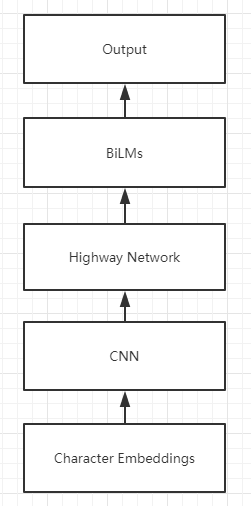 Output
BiLMs
Highway Network
CNN
Character Embeddings